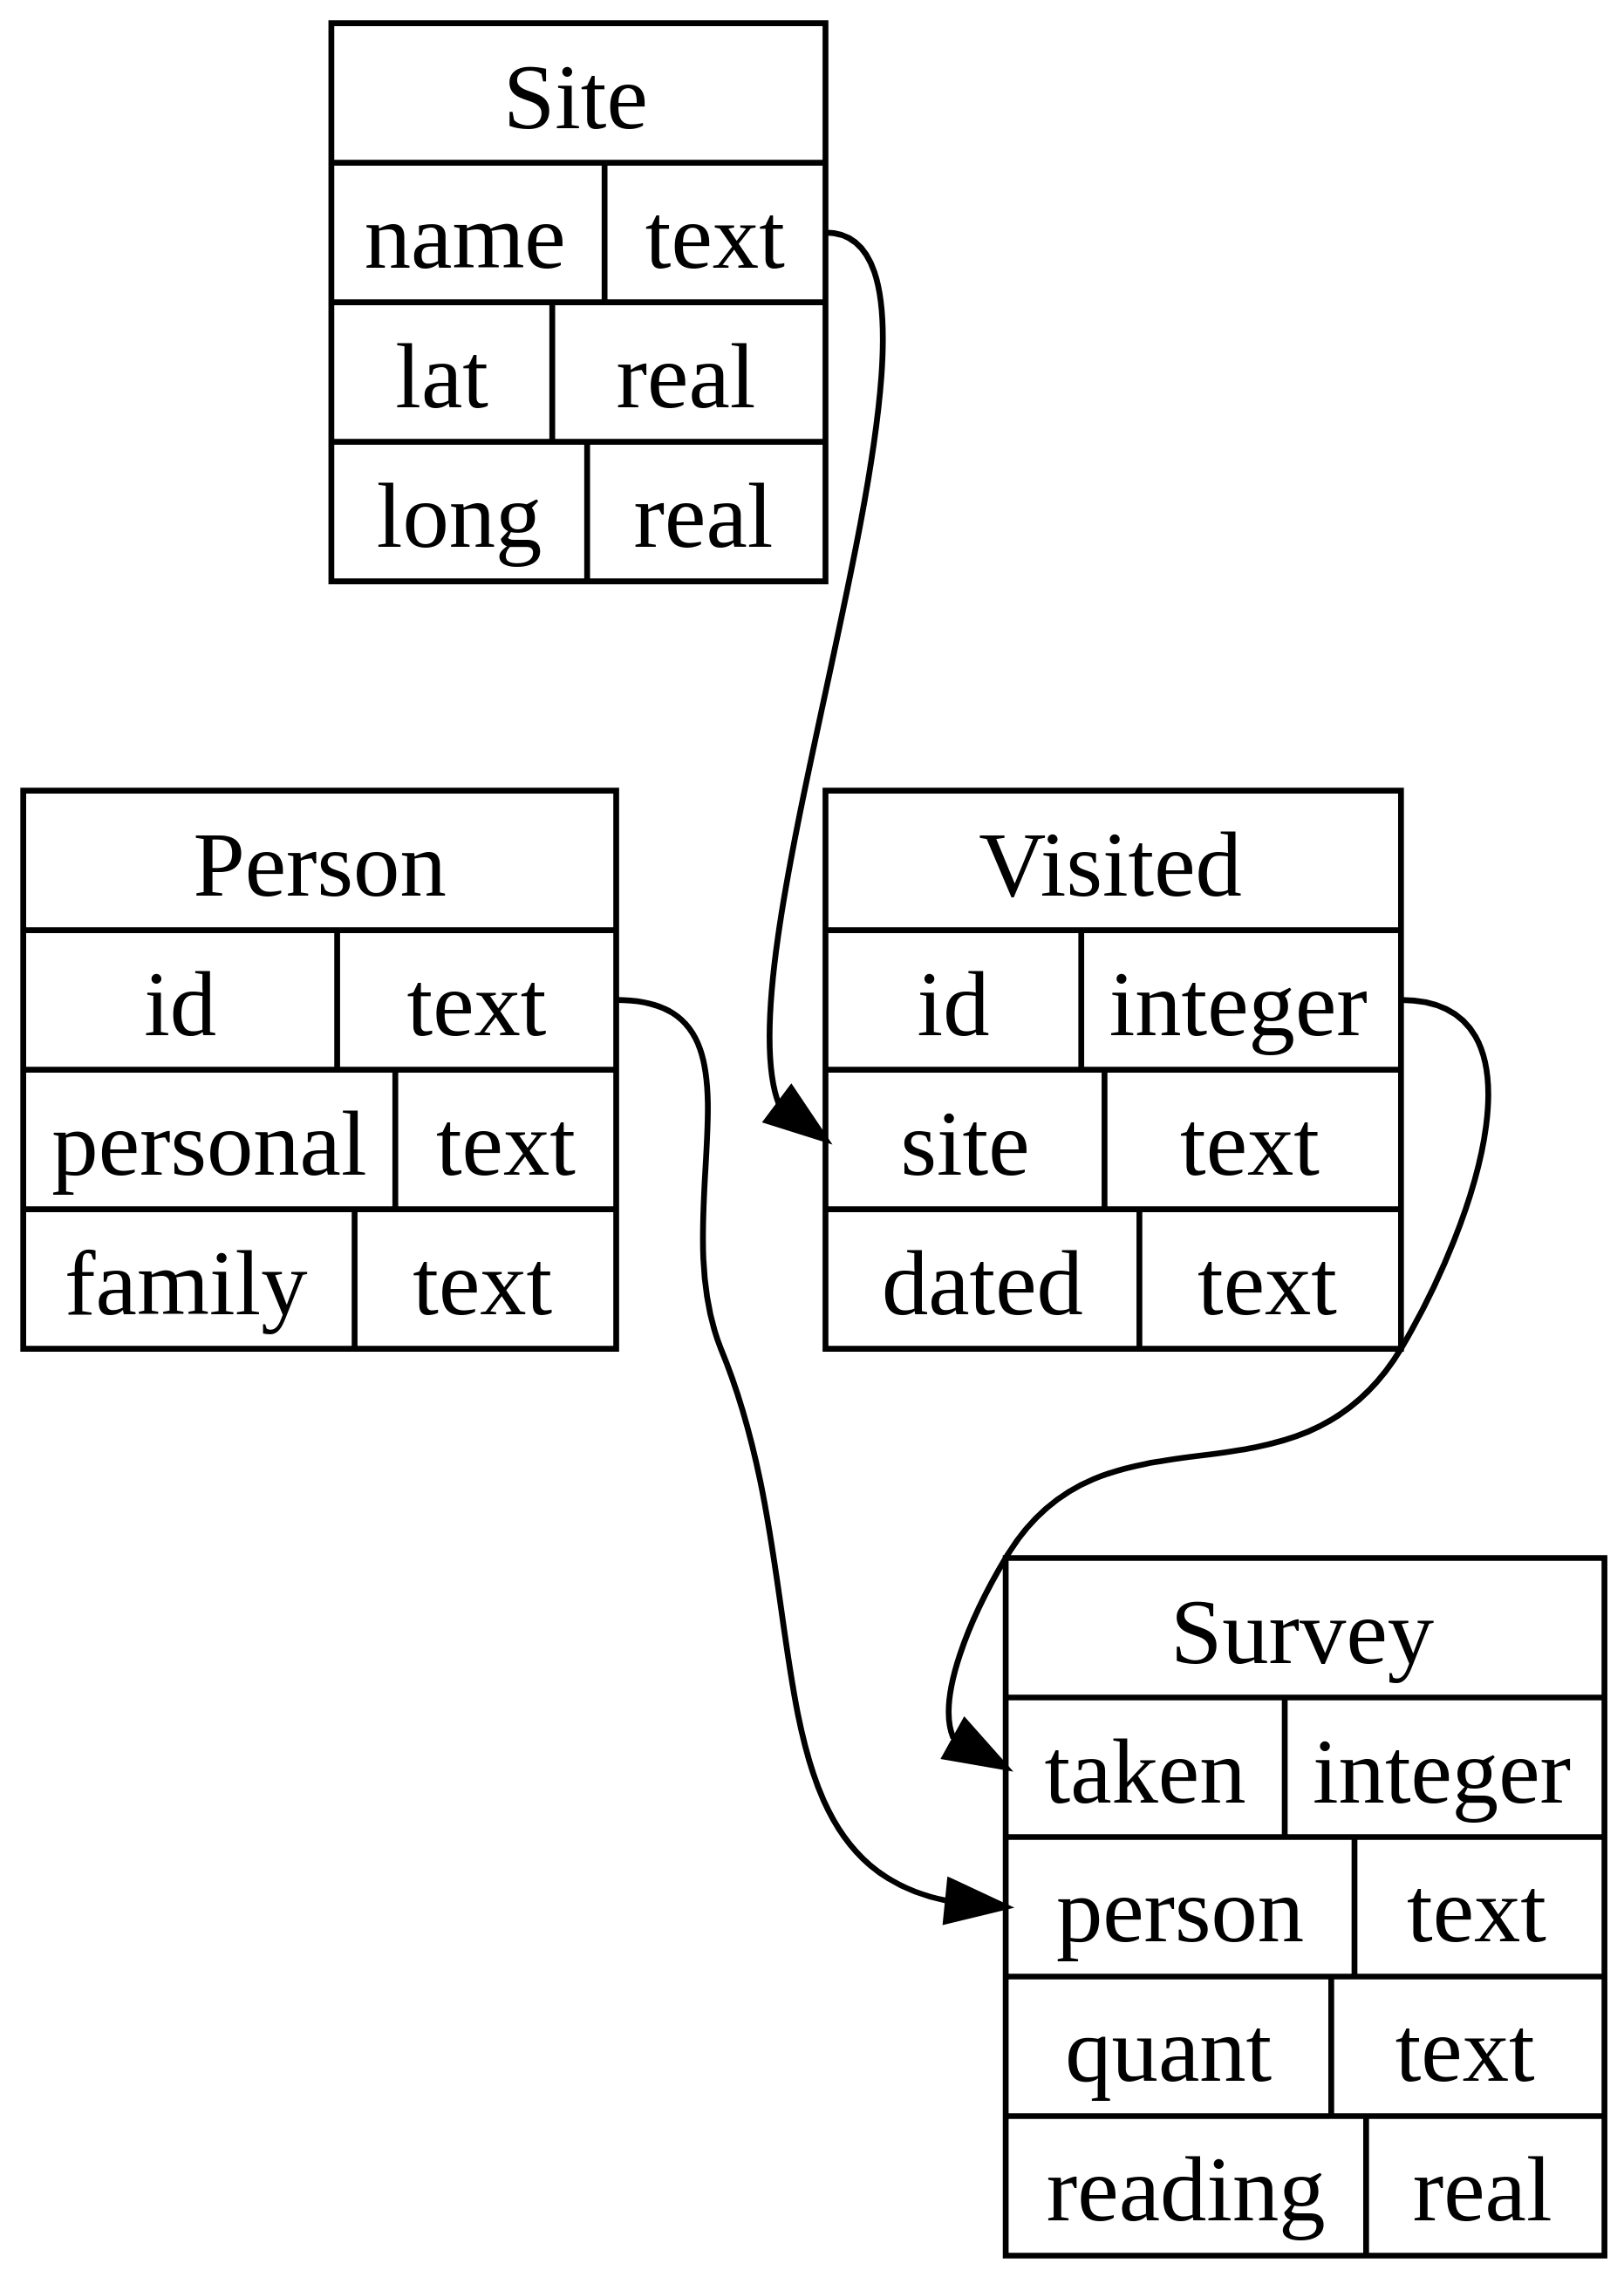 Site
name text
lat real
long real
Person
id text
personal text
family text
Visited
id integer
site text
dated text
Survey
taken integer
person text
quant text
reading real